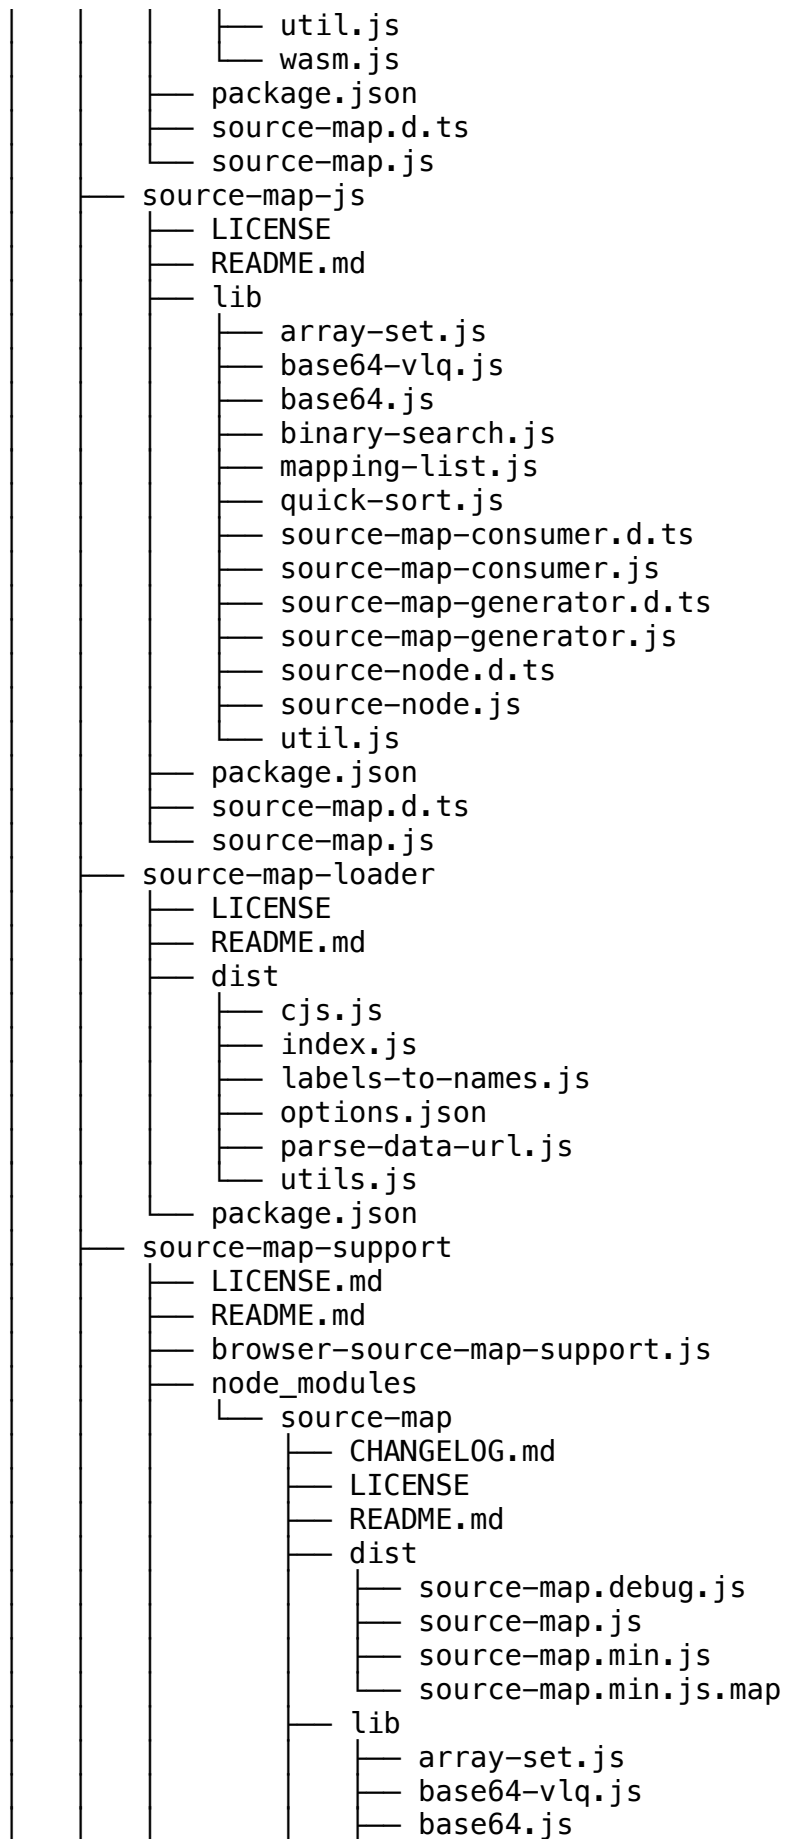 │   │   │   ├── util.js
│   │   │   └── wasm.js
│   │   ├── package.json
│   │   ├── source-map.d.ts
│   │   └── source-map.js
│   ├── source-map-js
│   │   ├── LICENSE
│   │   ├── README.md
│   │   ├── lib
│   │   │   ├── array-set.js
│   │   │   ├── base64-vlq.js
│   │   │   ├── base64.js
│   │   │   ├── binary-search.js
│   │   │   ├── mapping-list.js
│   │   │   ├── quick-sort.js
│   │   │   ├── source-map-consumer.d.ts
│   │   │   ├── source-map-consumer.js
│   │   │   ├── source-map-generator.d.ts
│   │   │   ├── source-map-generator.js
│   │   │   ├── source-node.d.ts
│   │   │   ├── source-node.js
│   │   │   └── util.js
│   │   ├── package.json
│   │   ├── source-map.d.ts
│   │   └── source-map.js
│   ├── source-map-loader
│   │   ├── LICENSE
│   │   ├── README.md
│   │   ├── dist
│   │   │   ├── cjs.js
│   │   │   ├── index.js
│   │   │   ├── labels-to-names.js
│   │   │   ├── options.json
│   │   │   ├── parse-data-url.js
│   │   │   └── utils.js
│   │   └── package.json
│   ├── source-map-support
│   │   ├── LICENSE.md
│   │   ├── README.md
│   │   ├── browser-source-map-support.js
│   │   ├── node_modules
│   │   │   └── source-map
│   │   │       ├── CHANGELOG.md
│   │   │       ├── LICENSE
│   │   │       ├── README.md
│   │   │       ├── dist
│   │   │       │   ├── source-map.debug.js
│   │   │       │   ├── source-map.js
│   │   │       │   ├── source-map.min.js
│   │   │       │   └── source-map.min.js.map
│   │   │       ├── lib
│   │   │       │   ├── array-set.js
│   │   │       │   ├── base64-vlq.js
│   │   │       │   ├── base64.js